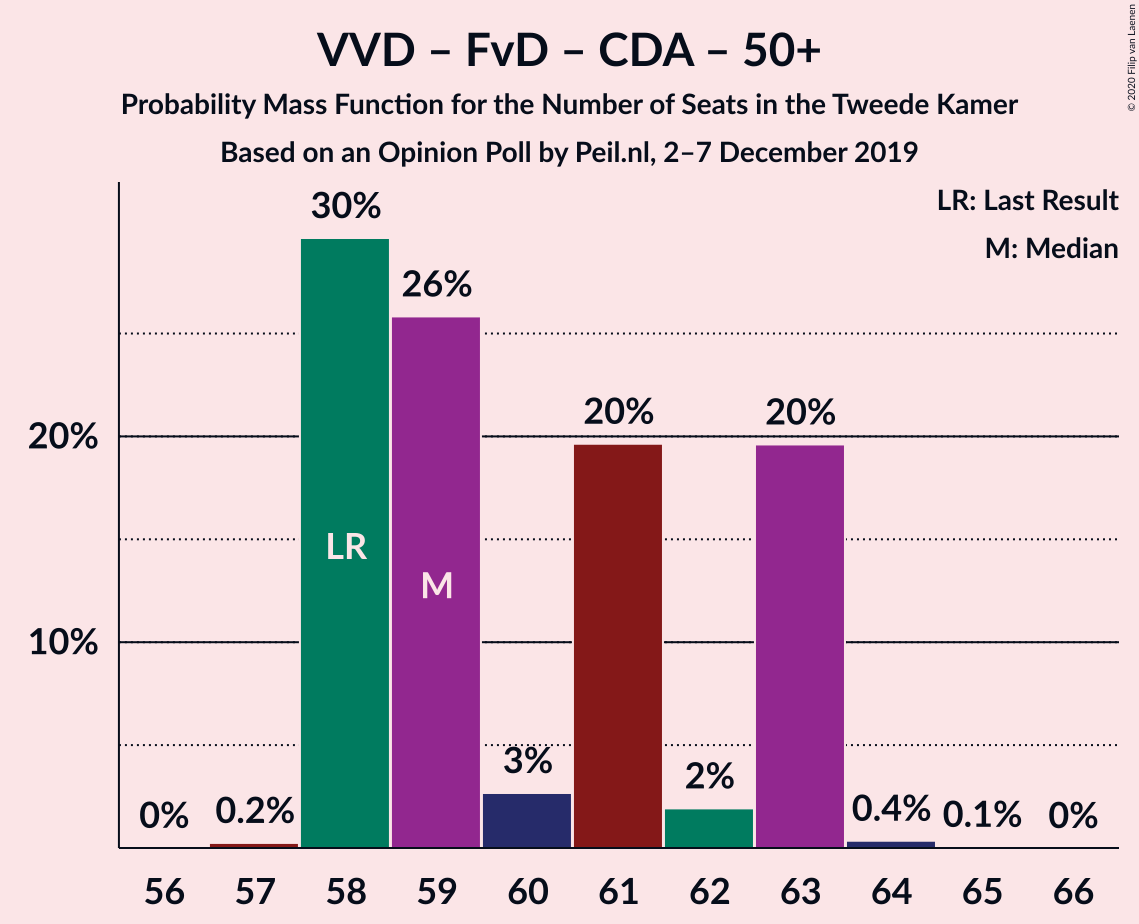 VVD – FvD – CDA – 50+
Probability Mass Function for the Number of Seats in the Tweede Kamer
Based on an Opinion Poll by Peil.nl, 2–7 December 2019
© 2020 Filip van Laenen
LR: Last Result
M: Median
30%
26%
20%
20%
20%
LR
M
10%
3%
2%
0%
0.2%
0.4%
0.1%
0%
56 57 58 59 60 61 62 63 64 65 66